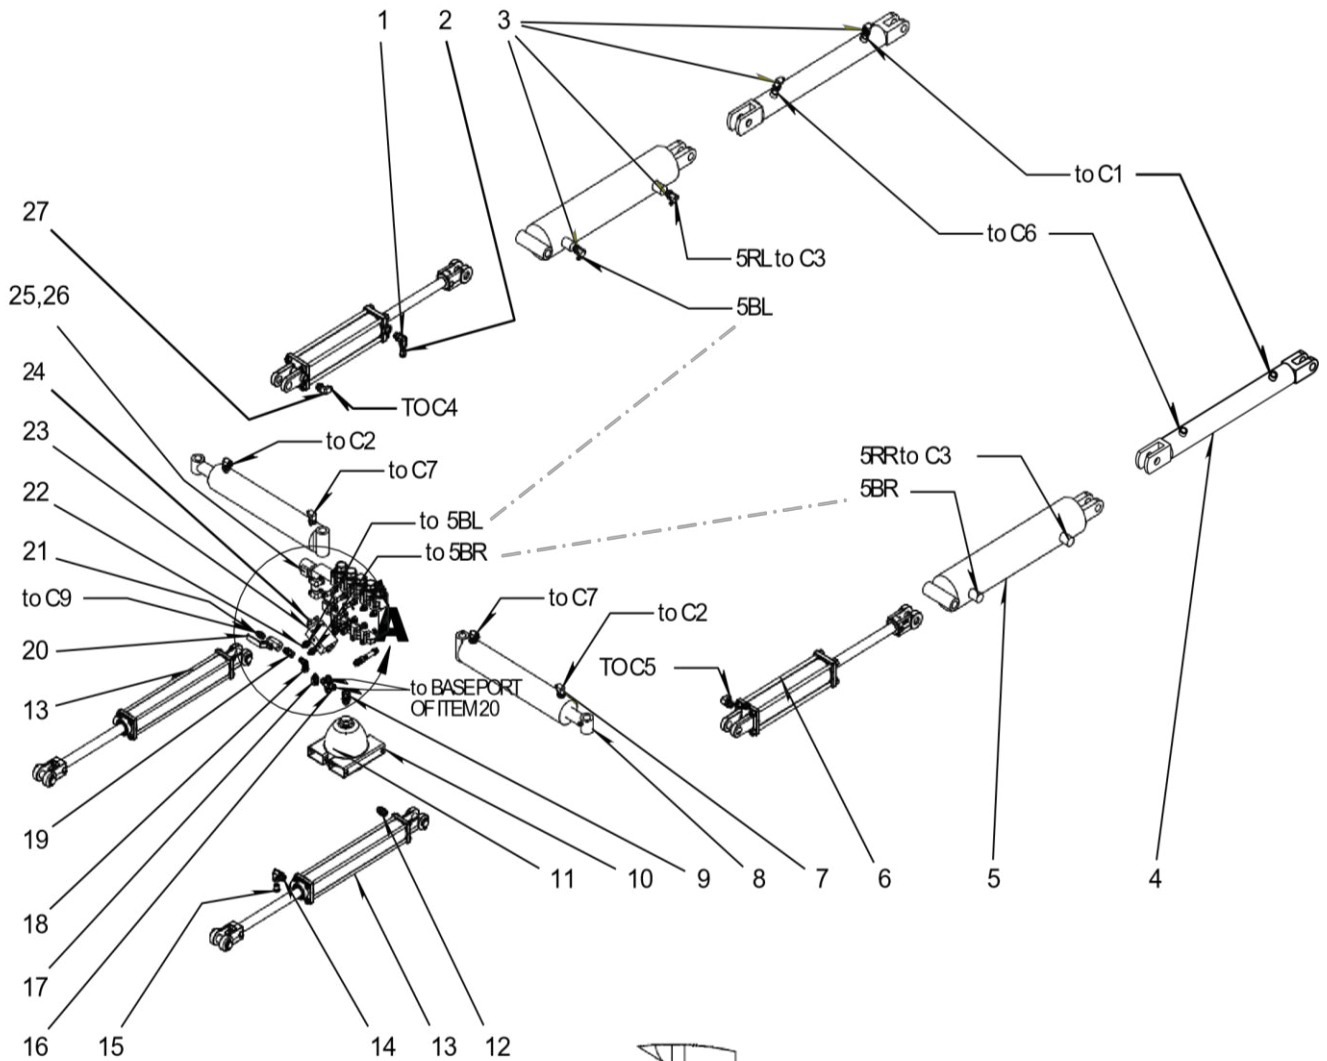 1
2
3
to C1
27
to C6
5RL to C3
25,26
5BL
24
TO C4
23
to C2
5RR to C3
22
to C7
5BR
to 5BL
21
to 5BR
to C9
A
to C7
to C2
20
TO C5
13
to BASE PORT
OF ITEM 20
19
11
10
9
8
7
6
5
4
18
17
16
15
14
13
12